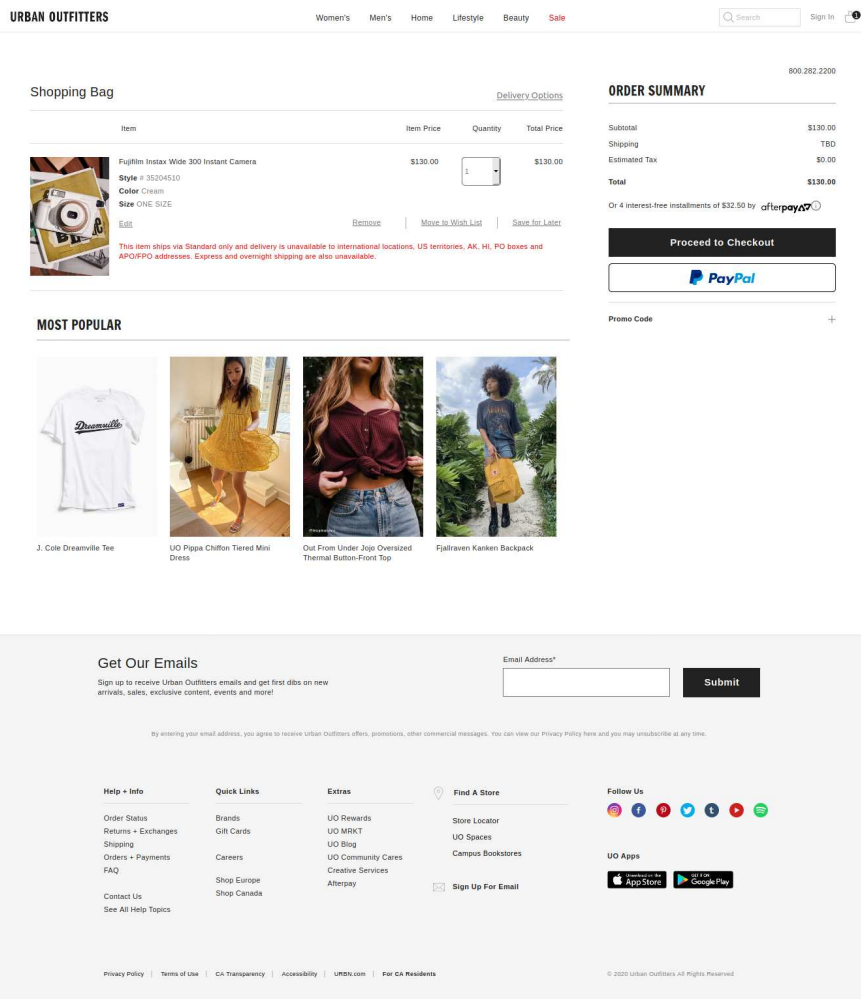 URBAN OUTFITTERS
Women's Men's Home Lifestyle Beauty Sale
Search
Sign In
1
800.282.2200
Shopping Bag
Delivery Options
Item Item Price Quantity Total Price
Fujifilm Instax Wide 300 Instant Camera
$130.00 1 $130.00
Style # 35204510
Color Cream
Size ONE SIZE
Edit
Remove Move to Wish List Save for Later
This item ships via Standard only and delivery is unavailable to international locations, US territories, AK, HI, PO boxes and
APO/FPO addresses. Express and overnight shipping are also unavailable.
ORDER SUMMARY
Subtotal $130.00
Shipping TBD
Estimated Tax $0.00
Total $130.00
Or 4 interest-free installments of $32.50 by afterpay
Proceed to Checkout
PayPal
Promo Code +
MOST POPULAR
Dreamville
J. Cole Dreamville Tee
UO Pippa Chiffon Tiered Mini
Dress
Out From Under Jojo Oversized
Thermal Button-Front Top
Fjallraven Kanken Backpack
Get Our Emails
Sign up to receive Urban Outfitters emails and get first dibs on new
arrivals, sales, exclusive content, events and more!
Email Address*
Submit
By entering your email address, you agree to receive Urban Outfitters offers, promotions, other commercial messages. You can view our Privacy Policy here and you may unsubscribe at any time.
Help + Info
Order Status
Returns + Exchanges
Shipping
Orders + Payments
FAQ
Contact Us
See All Help Topics
Quick Links
Brands
Gift Cards
Careers
Shop Europe
Shop Canada
Extras
UO Rewards
UO MRKT
UO Blog
UO Community Cares
Creative Services
Afterpay
Find A Store
Store Locator
UO Spaces
Campus Bookstores
Sign Up For Email
Follow Us
UO Apps
Download on the
App Store
GET IT ON
Google Play
Privacy Policy | Terms of Use | CA Transparency | Accessibility | URBN.com | For CA Residents
© 2020 Urban Outfitters All Rights Reserved